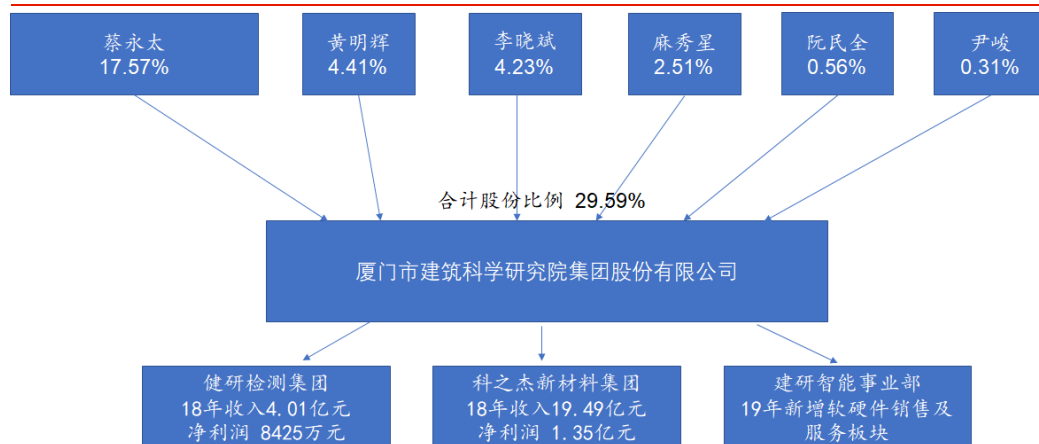 蔡永太
17.57%
黄明辉
4.41%
李晓斌
4.23%
麻秀星
2.51%
阮民全
0.56%
尹峻
0.31%
合计股份比例 29.59%
厦门市建筑科学研究院集团股份有限公司
健研检测集团
18年收入4.01亿元
净利润 8425万元
科之杰新材料集团
18年收入19.49亿元
净利润 1.35亿元
建研智能事业部
19年新增软硬件销售及
服务板块